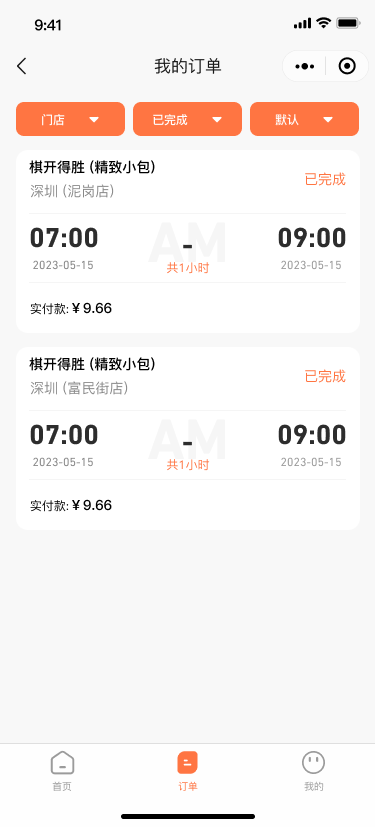 9:41
我的订单
门店
已完成
默认
棋开得胜 (精致小包)
深圳 (泥岗店)
已完成
AM
07:00
-
09:00
2023-05-15
共1小时
2023-05-15
实付款: ¥ 9.66
棋开得胜 (精致小包)
深圳 (富民街店)
已完成
AM
07:00
-
09:00
2023-05-15
共1小时
2023-05-15
实付款: ¥ 9.66
首页
订单
我的